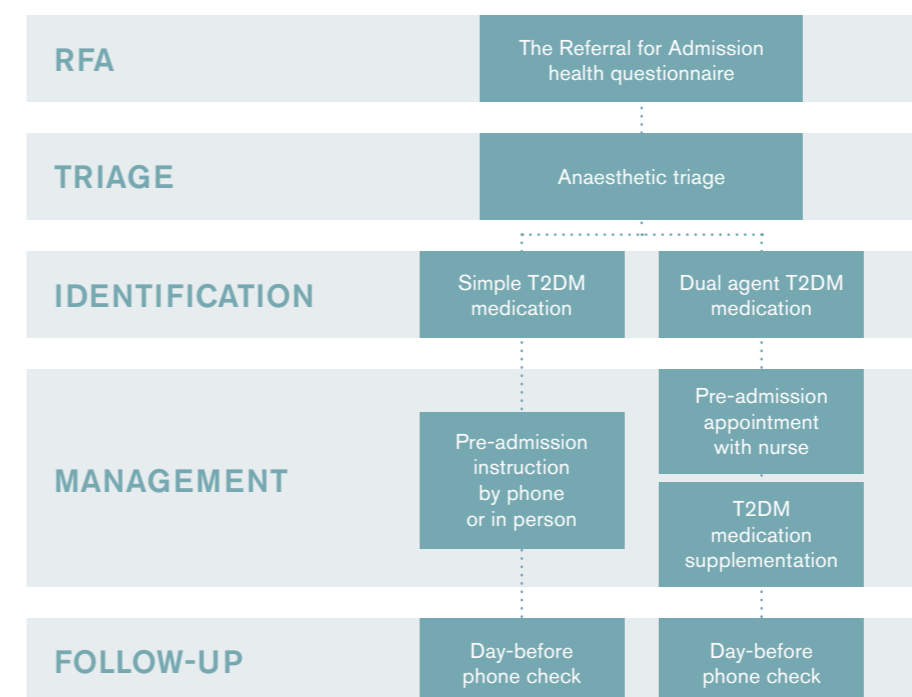 RFA
The Referral for Admission
health questionnaire
TRIAGE
Anaesthetic triage
IDENTIFICATION
Simple T2DM
medication
Dual agent T2DM
medication
MANAGEMENT
Pre-admission
instruction
by phone
or in person
Pre-admission
appointment
with nurse
T2DM
medication
supplementation
FOLLOW-UP
Day-before
phone check
Day-before
phone check